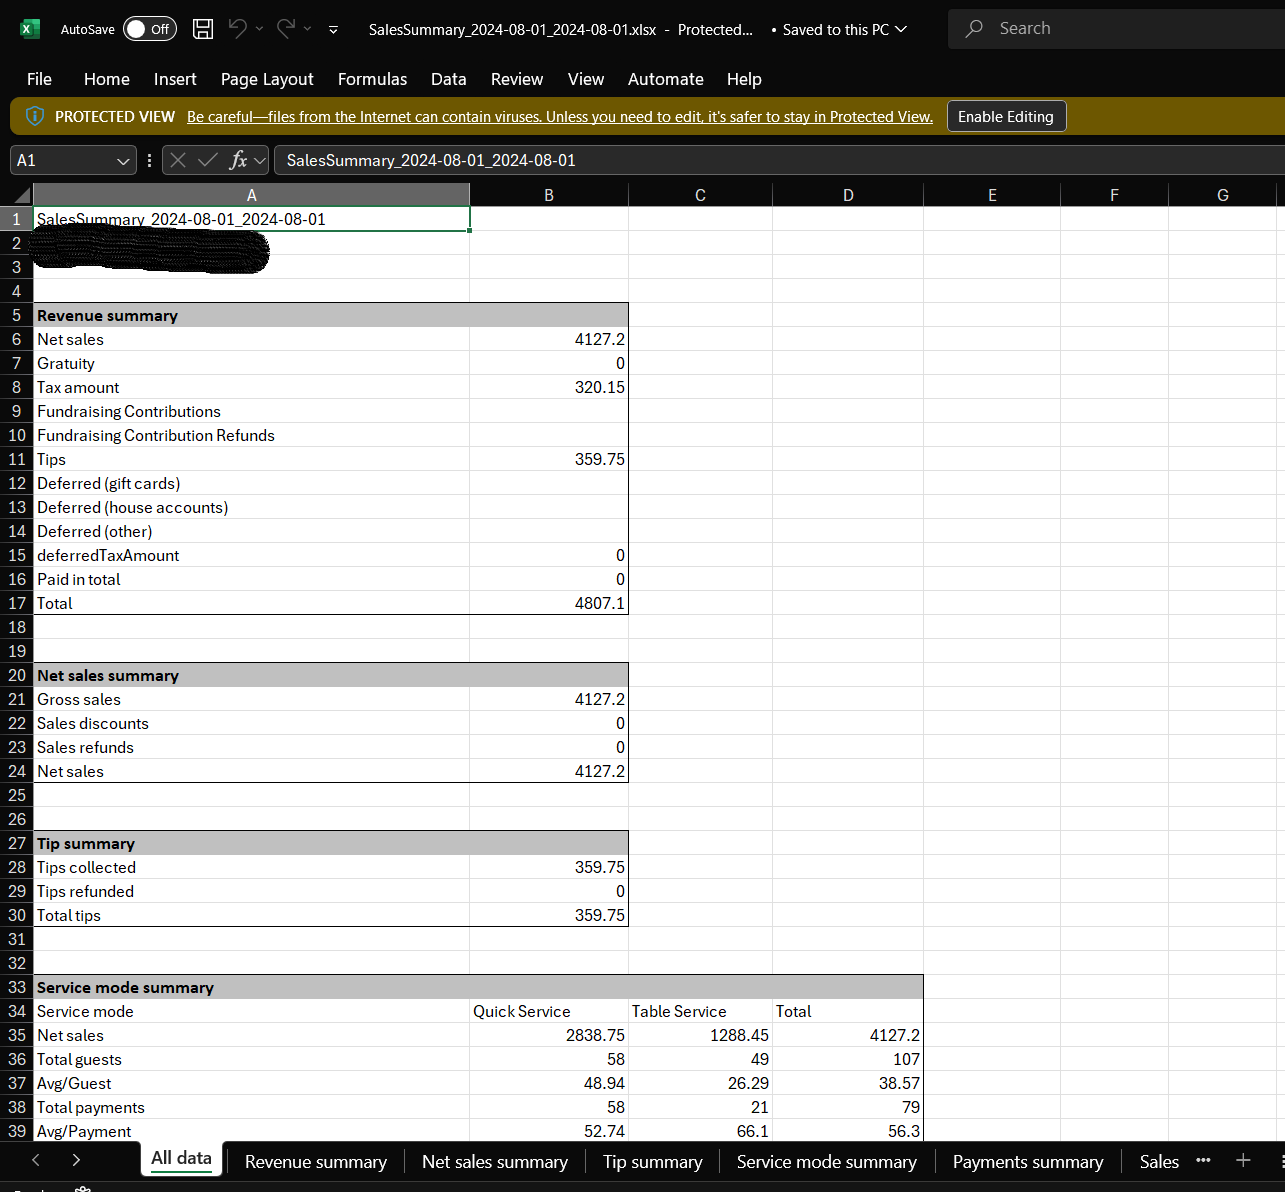 AutoSave Off SalesSummary_2024-08-01_2024-08-01.xlsx - Protected... • Saved to this PC Search
File Home Insert Page Layout Formulas Data Review View Automate Help
PROTECTED VIEW Be careful—files from the Internet can contain viruses. Unless you need to edit, it's safer to stay in Protected View. Enable Editing
A1 fx SalesSummary_2024-08-01_2024-08-01
A B C D E F G
1 SalesSummary_2024-08-01_2024-08-01
2
3
4
5 Revenue summary
6 Net sales 4127.2
7 Gratuity 0
8 Tax amount 320.15
9 Fundraising Contributions
10 Fundraising Contribution Refunds
11 Tips 359.75
12 Deferred (gift cards)
13 Deferred (house accounts)
14 Deferred (other)
15 deferredTaxAmount 0
16 Paid in total 0
17 Total 4807.1
18
19
20 Net sales summary
21 Gross sales 4127.2
22 Sales discounts 0
23 Sales refunds 0
24 Net sales 4127.2
25
26
27 Tip summary
28 Tips collected 359.75
29 Tips refunded 0
30 Total tips 359.75
31
32
33 Service mode summary
34 Service mode Quick Service Table Service Total
35 Net sales 2838.75 1288.45 4127.2
36 Total guests 58 49 107
37 Avg/Guest 48.94 26.29 38.57
38 Total payments 58 21 79
39 Avg/Payment 52.74 66.1 56.3
All data Revenue summary Net sales summary Tip summary Service mode summary Payments summary Sales ...